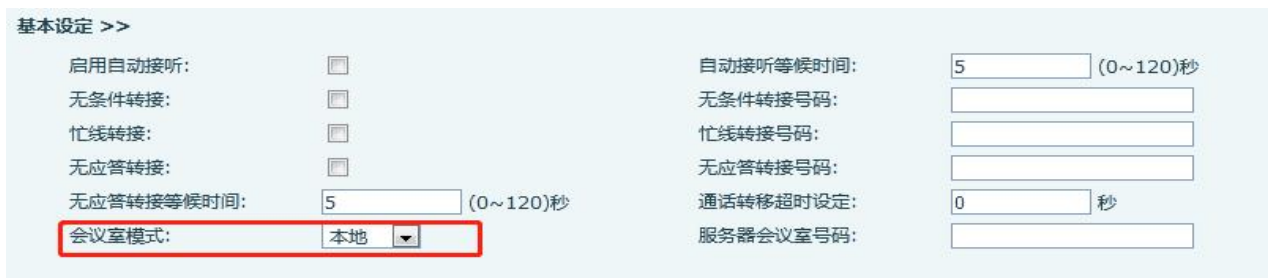 基本设定 >>
启用自动接听: 自动接听等候时间: 5 (0~120)秒
无条件转接: 无条件转接号码:
忙线转接: 忙线转接号码:
无应答转接: 无应答转接号码:
无应答转接等候时间: 5 (0~120)秒 通话转移超时设定: 0 秒
会议室模式: 本地 服务器会议室号码: